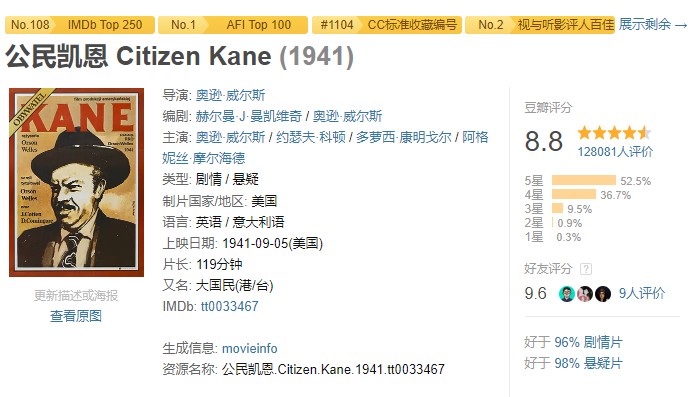 No.108 IMDb Top 250 No.1 AFI Top 100 #1104 CC标准收藏编号 No.2 视与听影评人百佳 展示剩余 →
公民凯恩 Citizen Kane (1941)
film produkcji amerykańskiej
OBYWATEL
KANE
reżyseria
Orson
Welles
1941
Orson
Welles
J.Cotten
D.Comingore
更新描述或海报
查看原图
导演: 奥逊·威尔斯
编剧: 赫尔曼·J·曼凯维奇 / 奥逊·威尔斯
主演: 奥逊·威尔斯 / 约瑟夫·科顿 / 多萝西·康明戈尔 / 阿格
妮丝·摩尔海德
类型: 剧情 / 悬疑
制片国家/地区: 美国
语言: 英语 / 意大利语
上映日期: 1941-09-05(美国)
片长: 119分钟
又名: 大国民(港/台)
IMDb: tt0033467
生成信息: movieinfo
资源名称: 公民凯恩.Citizen.Kane.1941.tt0033467
豆瓣评分
8.8
128081人评价
5星 52.5%
4星 36.7%
3星 9.5%
2星 0.9%
1星 0.3%
好友评分 ?
9.6 9人评价
好于 96% 剧情片
好于 98% 悬疑片